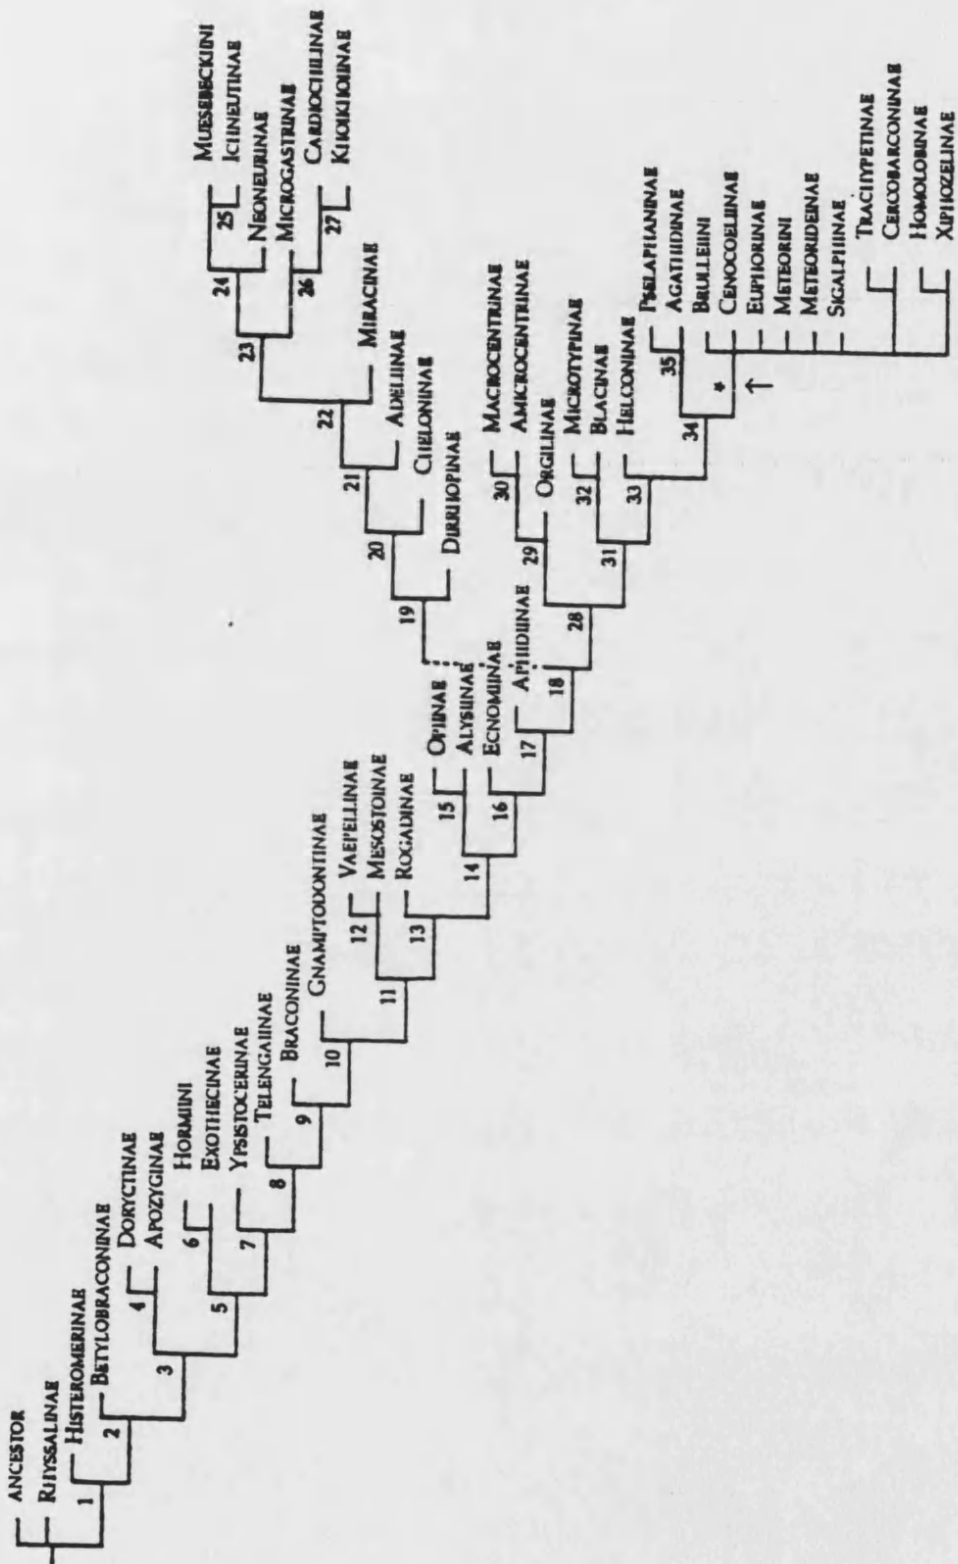 ANCESTOR
RHYSSALINAE
HISTEROMERINAE
1
BETYLOBRACONINAE
2
DORYCTINAE
4
APOZYGINAE
3
HORMIINI
6
EXOTHECINAE
5
YPSISTOCERINAE
7
TELENGAIINAE
8
BRACONINAE
9
GNAMPTODONTINAE
10
VAEPELLINAE
12
MESOSTOINAE
11
ROGADINAE
13
OPIINAE
15
ALYSIINAE
14
ECNOMIINAE
16
APHIDIINAE
17
18
MUESEBECKIINI
25
ICHNEUTINAE
24
NEONEURINAE
23
MICROGASTRINAE
26
CARDIOCHILINAE
27
KHOIKHOIINAE
22
MIRACINAE
21
ADELIINAE
20
CHELONINAE
19
DIRRHOPINAE
MACROCENTRINAE
30
AMICROCENTRINAE
29
ORGILINAE
28
MICROTYPINAE
32
BLACINAE
31
HELCONINAE
33
PSELAPHANINAE
35
AGATHIDINAE
34
BRULLEIINI
*
CENOCOELIINAE
↑
EUPHORINAE
METEORINI
METEORIDEINAE
SIGALPHINAE
TRACHYPETINAE
CERCOBARCONINAE
HOMOLOBINAE
XIPHOZELINAE